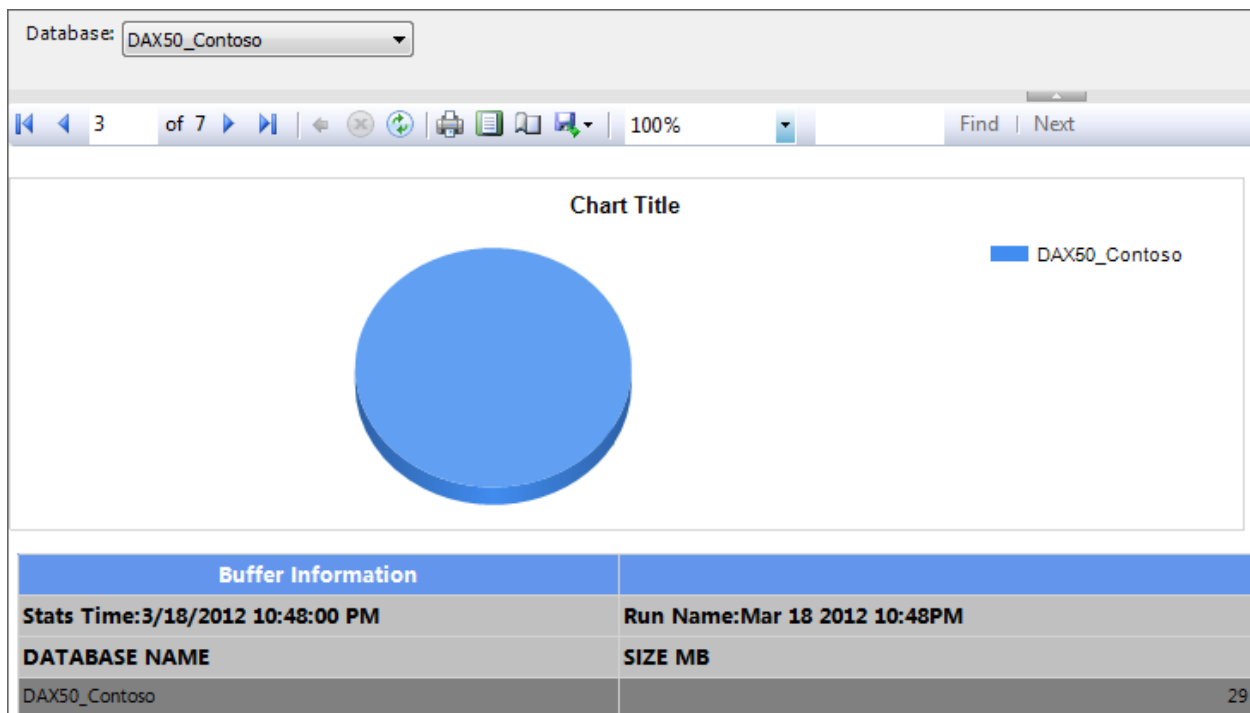 Database: DAX50_Contoso
3 of 7 | | 100% Find | Next
Chart Title
DAX50_Contoso
Buffer Information
Stats Time:3/18/2012 10:48:00 PM Run Name:Mar 18 2012 10:48PM
DATABASE NAME SIZE MB
DAX50_Contoso 29